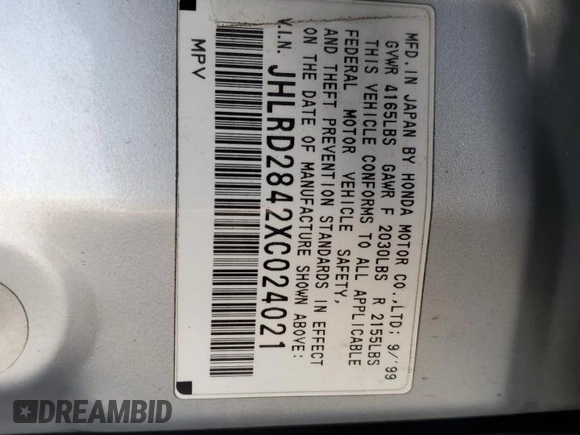 MFD. IN JAPAN BY HONDA MOTOR CO.,LTD; 9/'99
GVWR 4165LBS GAWR F 2030LBS R 2155LBS
THIS VEHICLE CONFORMS TO ALL APPLICABLE
FEDERAL MOTOR VEHICLE SAFETY,
AND THEFT PREVENTION STANDARDS IN EFFECT
ON THE DATE OF MANUFACTURE SHOWN ABOVE:
V.I.N. JHLRD2842XC024021
MPV
DREAMBID